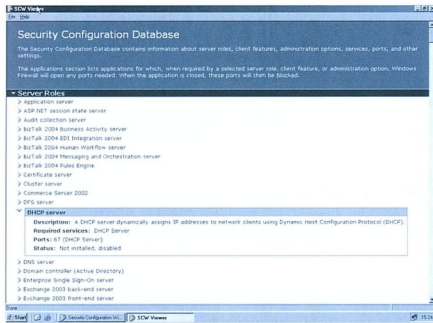 SCW Viewer
File Help
Security Configuration Database
The Security Configuration Database contains information about server roles, client features, administration options, services, ports, and other
settings.
The Applications section lists applications for which, when required by a selected server role, client feature, or administration option, Windows
Firewall will open any ports needed. When the application is closed, these ports will then be blocked.
Server Roles
Application server
ASP.NET session state server
Audit collection server
BizTalk 2004 Business Activity server
BizTalk 2004 EDI Integration server
BizTalk 2004 Human Workflow server
BizTalk 2004 Messaging and Orchestration server
BizTalk 2004 Rules Engine
Certificate server
Cluster server
Commerce Server 2002
DFS server
DHCP server
Description: A DHCP server dynamically assigns IP addresses to network clients using Dynamic Host Configuration Protocol (DHCP).
Required services: DHCP Server
Ports: 67 (DHCP Server)
Status: Not installed, disabled
DNS server
Domain controller (Active Directory)
Enterprise Single Sign-On server
Exchange 2003 back-end server
Exchange 2003 front-end server
Done
Start Security Configuration Wi... SCW Viewer 15:24